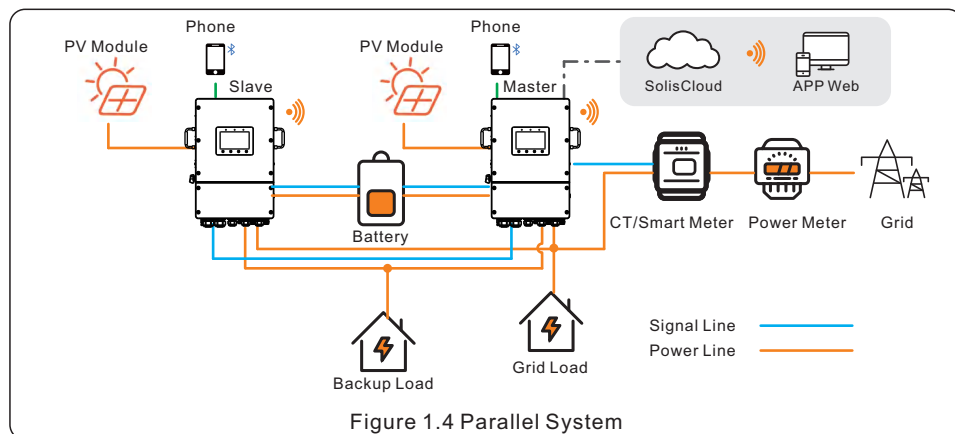 Phone
Phone
PV Module
PV Module
Slave
Master
SolisCloud
APP Web
Battery
CT/Smart Meter
Power Meter
Grid
Signal Line
Power Line
Backup Load
Grid Load
Figure 1.4 Parallel System